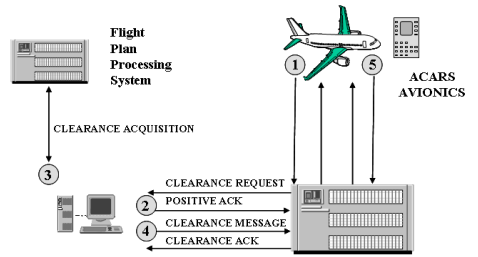 Flight
Plan
Processing
System
1
5
ACARS
AVIONICS
CLEARANCE ACQUISITION
3
CLEARANCE REQUEST
2
POSITIVE ACK
4
CLEARANCE MESSAGE
CLEARANCE ACK